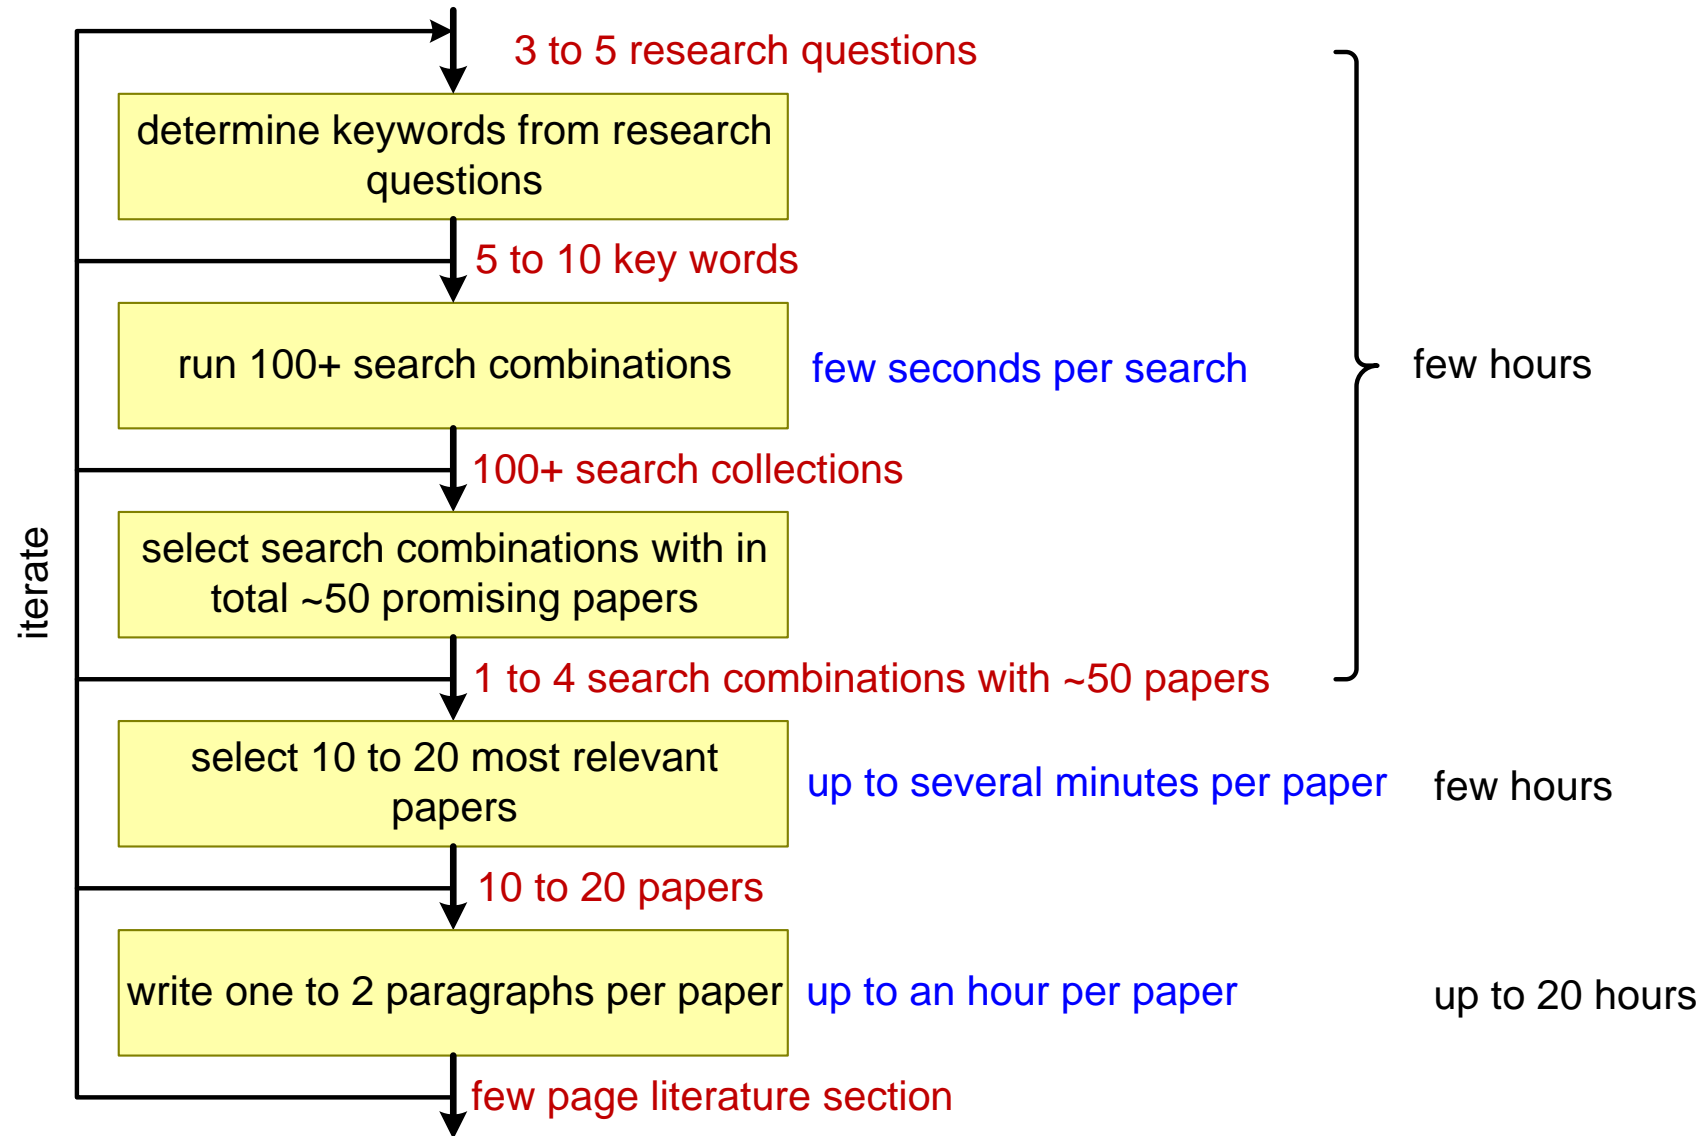 3 to 5 research questions
determine keywords from research
questions
5 to 10 key words
run 100+ search combinations
few seconds per search
few hours
100+ search collections
iterate
select search combinations with in
total ~50 promising papers
1 to 4 search combinations with ~50 papers
select 10 to 20 most relevant
papers
up to several minutes per paper
few hours
10 to 20 papers
write one to 2 paragraphs per paper
up to an hour per paper
up to 20 hours
few page literature section